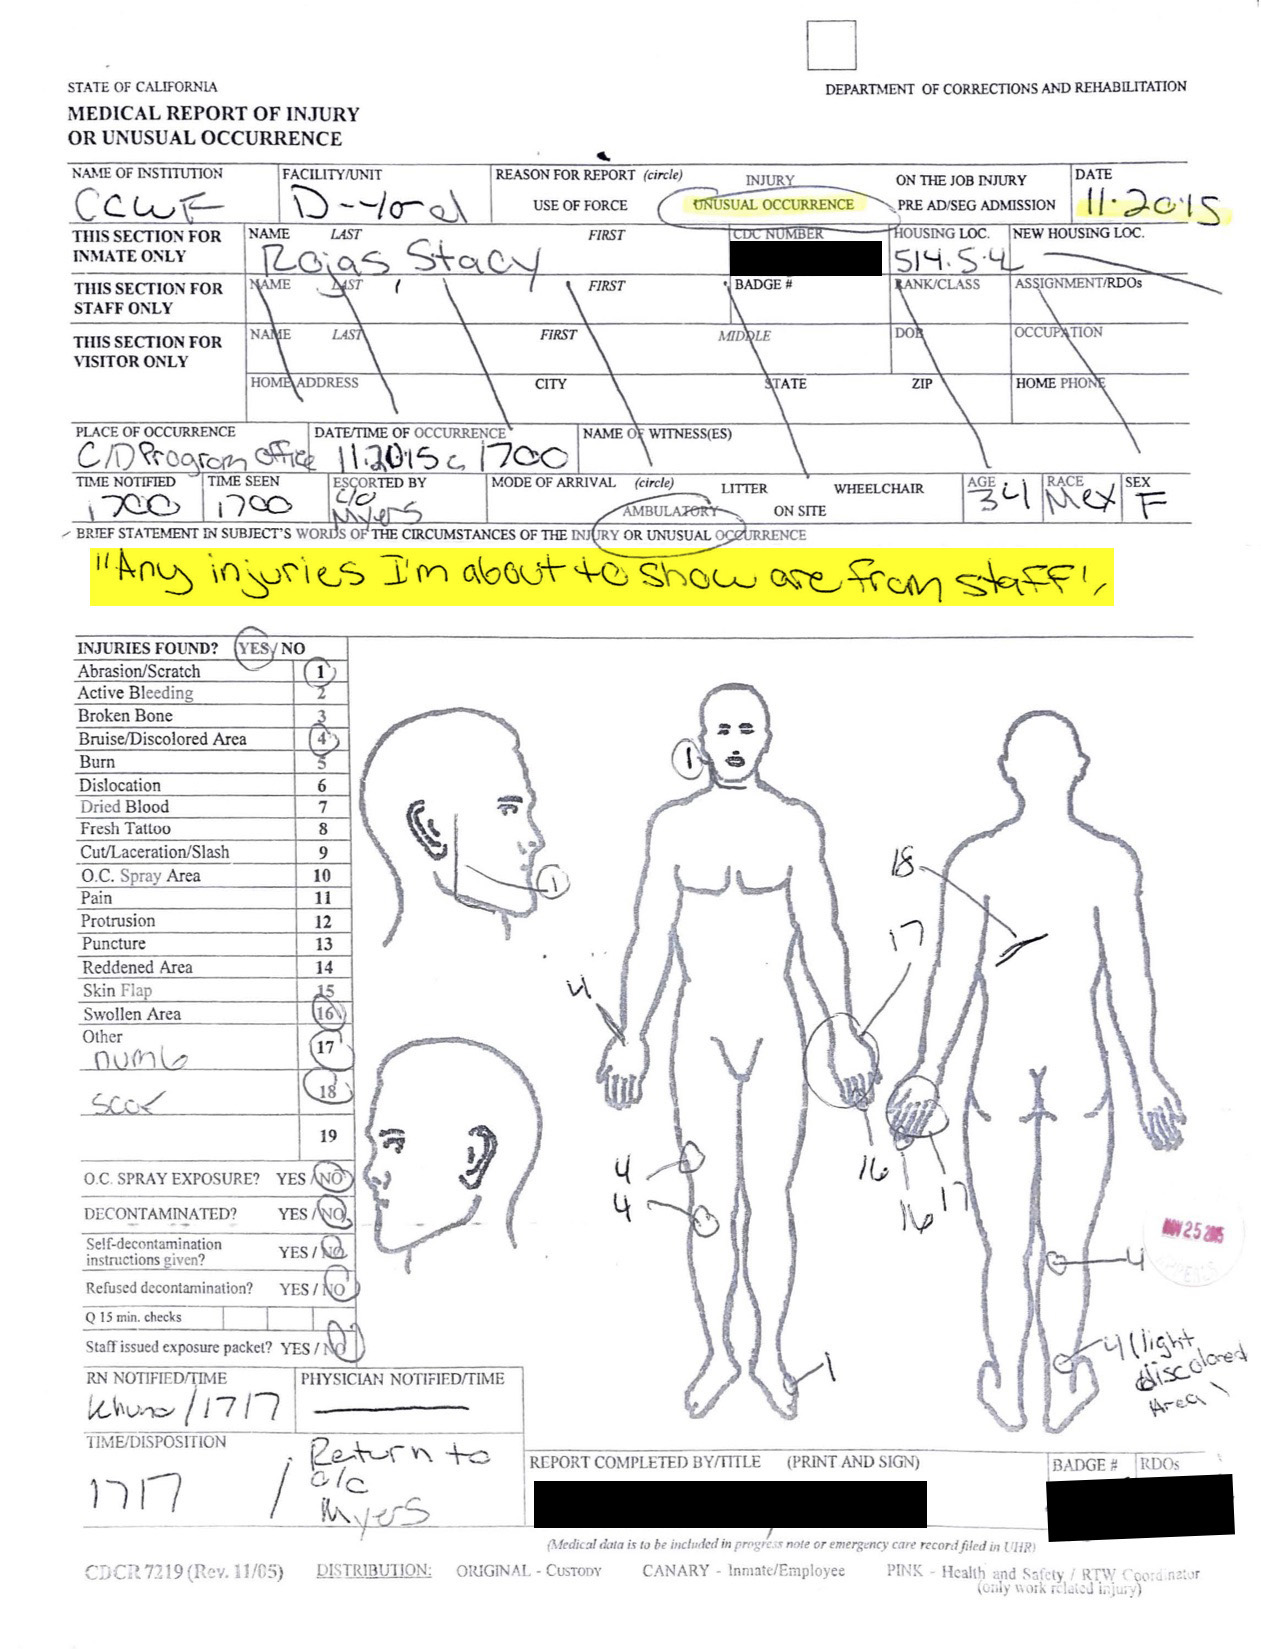 STATE OF CALIFORNIA
DEPARTMENT OF CORRECTIONS AND REHABILITATION
MEDICAL REPORT OF INJURY
OR UNUSUAL OCCURRENCE
NAME OF INSTITUTION FACILITY/UNIT REASON FOR REPORT (circle) INJURY ON THE JOB INJURY DATE
CCWF D-Yard USE OF FORCE UNUSUAL OCCURRENCE PRE AD/SEG ADMISSION 11.2015
THIS SECTION FOR NAME LAST FIRST CDC NUMBER HOUSING LOC. NEW HOUSING LOC.
INMATE ONLY Rojas Stacy 514.5.4L
THIS SECTION FOR NAME LAST FIRST BADGE # RANK/CLASS ASSIGNMENT/RDOs
STAFF ONLY
THIS SECTION FOR NAME LAST FIRST MIDDLE DOB OCCUPATION
VISITOR ONLY
HOME ADDRESS CITY STATE ZIP HOME PHONE
PLACE OF OCCURRENCE DATE/TIME OF OCCURRENCE NAME OF WITNESS(ES)
C/D Program office 11.2015 @ 1700
TIME NOTIFIED TIME SEEN ESCORTED BY MODE OF ARRIVAL (circle) LITTER WHEELCHAIR AGE RACE SEX
1700 1700 c/o Myers AMBULATORY ON SITE 34 Mex F
BRIEF STATEMENT IN SUBJECT'S WORDS OF THE CIRCUMSTANCES OF THE INJURY OR UNUSUAL OCCURRENCE
"Any injuries I'm about to show are from staff",
INJURIES FOUND? YES / NO
Abrasion/Scratch 1
Active Bleeding 2
Broken Bone 3
Bruise/Discolored Area 4
Burn 5
Dislocation 6
Dried Blood 7
Fresh Tattoo 8
Cut/Laceration/Slash 9
O.C. Spray Area 10
Pain 11
Protrusion 12
Puncture 13
Reddened Area 14
Skin Flap 15
Swollen Area 16
Other 17
numb
scar 18
19
1
1
18
17
4
4
4
16
16
17
4
1
4 (light
discolored
Area)
NOV 25 2015
O.C. SPRAY EXPOSURE? YES / NO
DECONTAMINATED? YES / NO
Self-decontamination
instructions given? YES / NO
Refused decontamination? YES / NO
Q 15 min. checks
Staff issued exposure packet? YES / NO
RN NOTIFIED/TIME PHYSICIAN NOTIFIED/TIME
/1717
TIME/DISPOSITION
1717 / Return to
c/c
Myers
REPORT COMPLETED BY/TITLE (PRINT AND SIGN) BADGE # RDOs
(Medical data is to be included in progress note or emergency care record filed in UHR)
CDCR 7219 (Rev. 11/05) DISTRIBUTION: ORIGINAL - CUSTODY CANARY - Inmate/Employee PINK - Health and Safety / RTW Coordinator
(only work related injury)